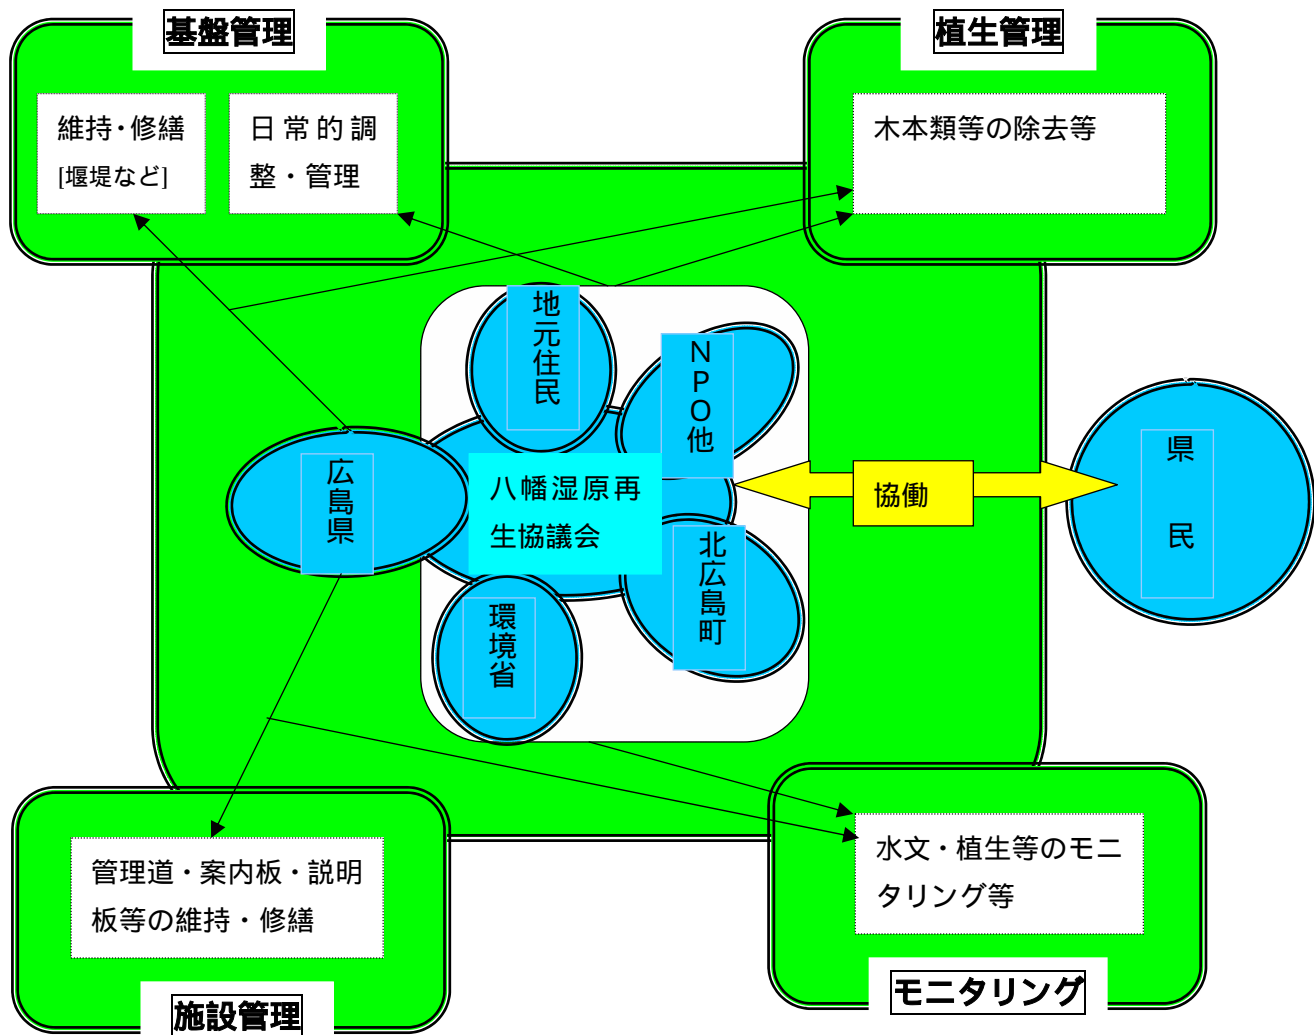 基盤管理
植生管理
維持・修繕
[堰堤など]
日常的調
整・管理
木本類等の除去等
地元住民
NPO他
広島県
八幡湿原再
生協議会
協働
県民
北広島町
環境省
管理道・案内板・説明
板等の維持・修繕
水文・植生等のモニ
タリング等
施設管理
モニタリング